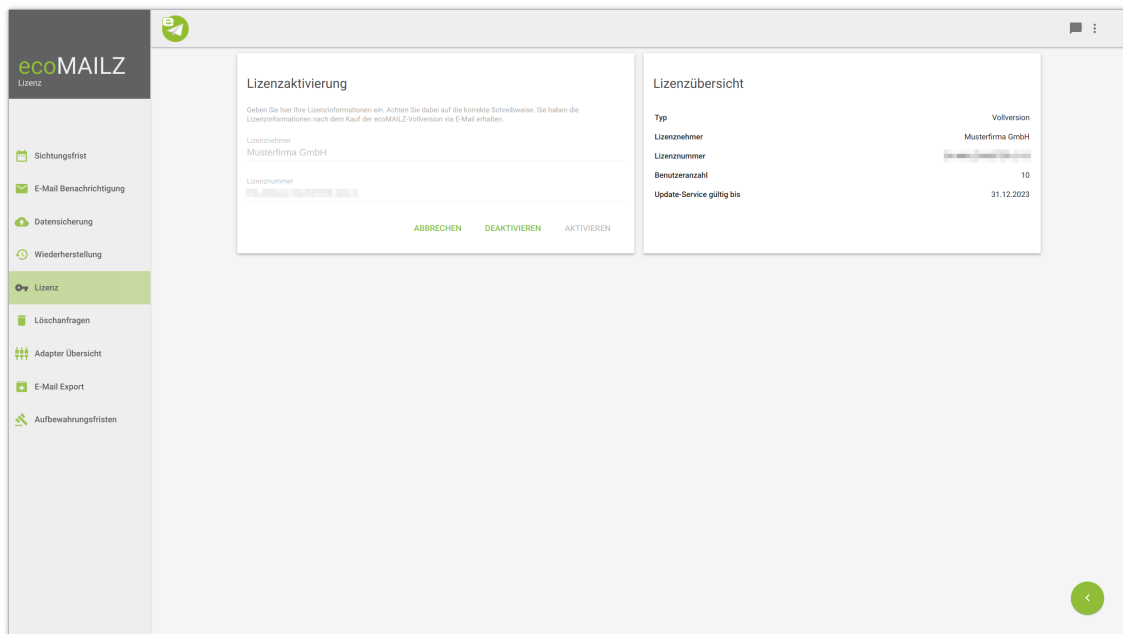 ecoMAILZ
Lizenz
Sichtungsfrist
E-Mail Benachrichtigung
Datensicherung
Wiederherstellung
Lizenz
Löschanfragen
Adapter Übersicht
E-Mail Export
Aufbewahrungsfristen
Lizenzaktivierung
Geben Sie hier Ihre Lizenzinformationen ein. Achten Sie dabei auf die korrekte Schreibweise. Sie haben die
Lizenzinformationen nach dem Kauf der ecoMAILZ-Vollversion via E-Mail erhalten.
Lizenznehmer
Musterfirma GmbH
Lizenznummer
ABBRECHEN DEAKTIVIEREN AKTIVIEREN
Lizenzübersicht
Typ Vollversion
Lizenznehmer Musterfirma GmbH
Lizenznummer
Benutzeranzahl 10
Update-Service gültig bis 31.12.2023